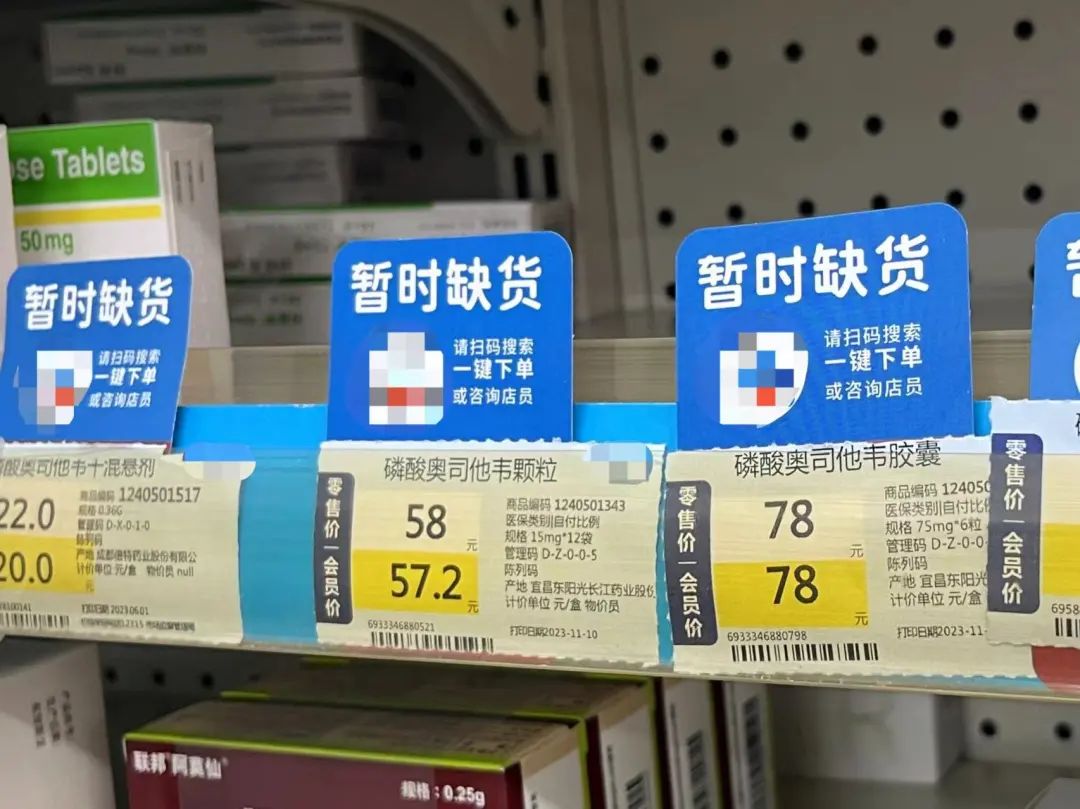 se Tablets
50mg
暂时缺货
请扫码搜索
一键下单
或咨询店员
暂时缺货
请扫码搜索
一键下单
或咨询店员
暂时缺货
请扫码搜索
一键下单
或咨询店员
酸奥司他韦干混悬剂
22.0
20.0
商品编码 1240501517
规格 0.36G
管理码 D-X-0-1-0
陈列码
产地 成都倍特药业股份有限公
计价单位 元/盒 物价员 null
元
打印日期2023.06.01
磷酸奥司他韦颗粒
零售价
会员价
58
元
57.2
元
商品编码 1240501343
医保类别|自付比例
规格 15mg*12袋
管理码 D-Z-0-0-5
陈列码
产地 宜昌东阳光长江药业股份
计价单位 元/盒 物价员
6933346880521
打印日期2023-11-10
磷酸奥司他韦胶囊
零售价
会员价
78
元
78
元
商品编码 124050
医保类别|自付比
规格 75mg*6粒
管理码 D-Z-0-0-
陈列码
产地 宜昌东阳光
计价单位 元/盒
6933346880798
打印日期2023-11-
零售价
会员价
6958
联邦®阿莫仙®
规格:0.25g